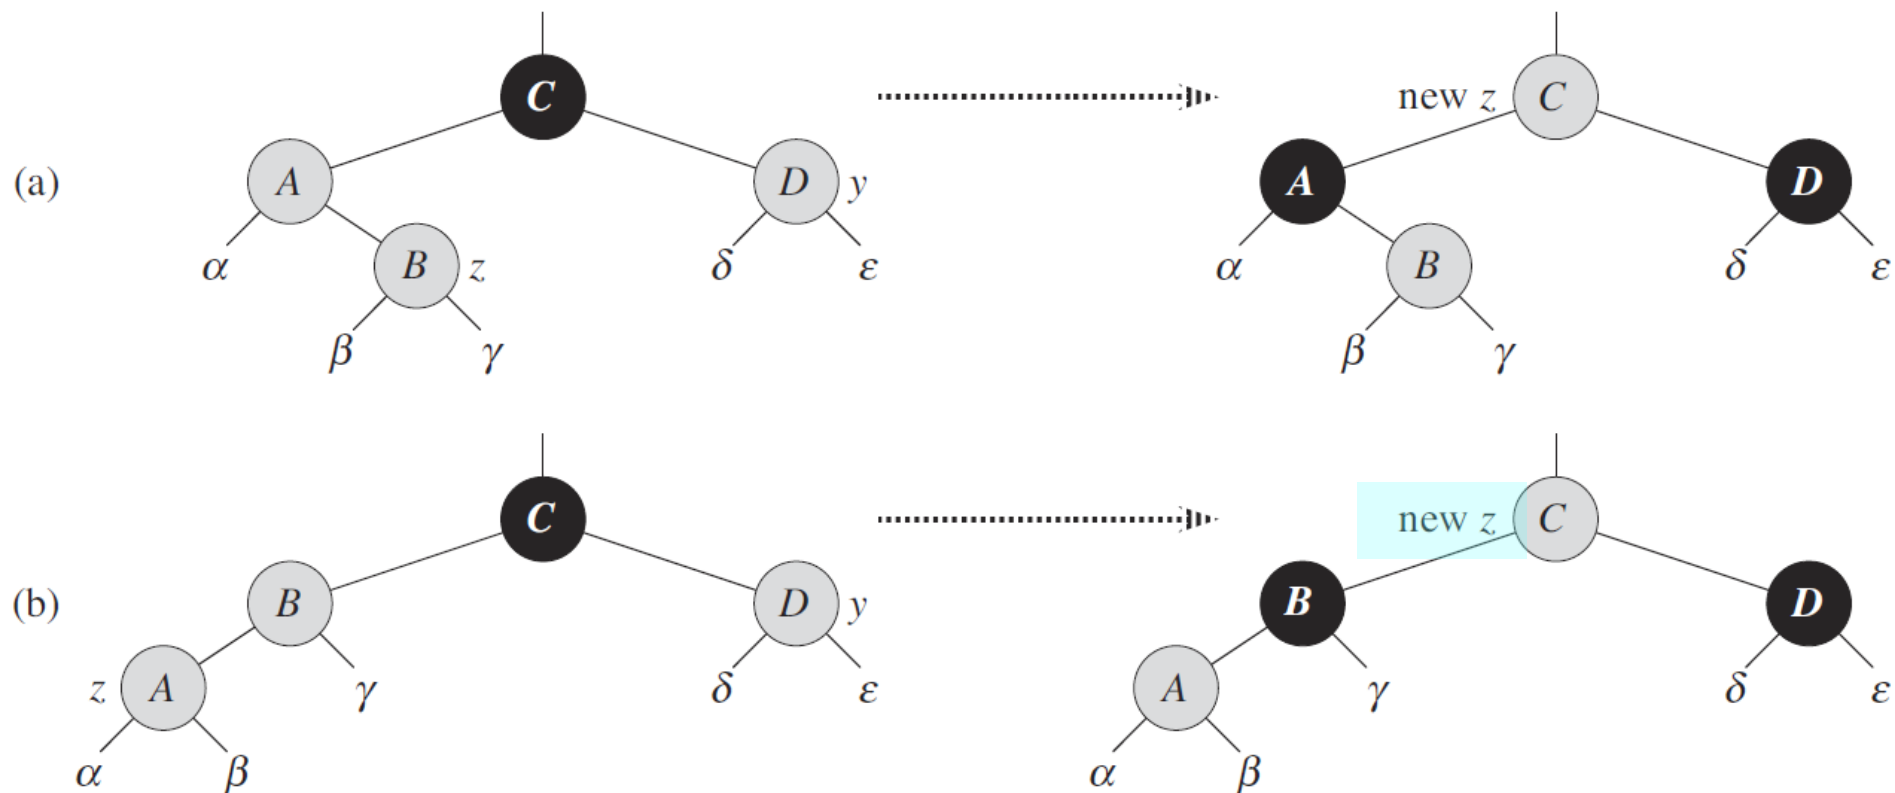 C
new z C
(a) A D y A D
α B z δ ε α B δ ε
β γ β γ
C
new z C
(b) B D y B D
z A γ δ ε A γ δ ε
α β α β